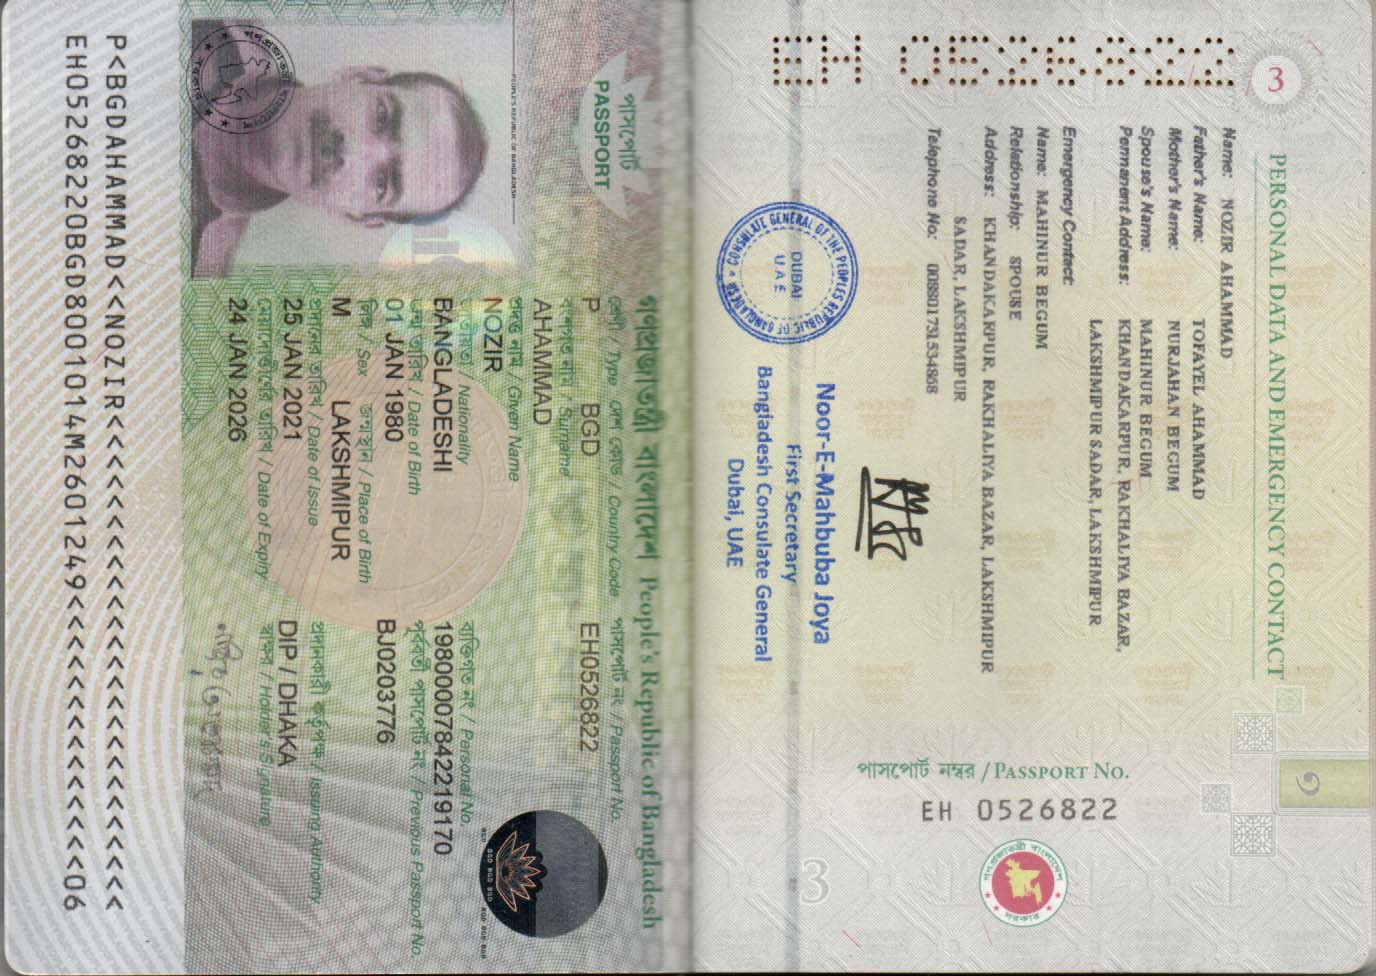 গণপ্রজাতন্ত্রী বাংলাদেশ People's Republic of Bangladesh
পাসপোর্ট
PASSPORT
শ্রেণী / Type দেশ কোড / Country Code পাসপোর্ট নং / Passport No.
P BGD EH0526822
বংশগত নাম / Surname
AHAMMAD
প্রদত্ত নাম / Given Name
NOZIR
জাতীয়তা / Nationality ব্যক্তিগত নং / Personal No.
BANGLADESHI 19800007842219170
জন্ম তারিখ / Date of Birth পূর্ববর্তী পাসপোর্ট নং / Previous Passport No.
01 JAN 1980 BJ0203776
লিঙ্গ / Sex জন্মস্থান / Place of Birth
M LAKSHMIPUR
প্রদানের তারিখ / Date of Issue প্রদানকারী কর্তৃপক্ষ / Issuing Authority
25 JAN 2021 DIP / DHAKA
মেয়াদোত্তীর্ণের তারিখ / Date of Expiry স্বাক্ষর / Holder's Signature
24 JAN 2026
P<BGDAHAMMAD<<NOZIR<<<<<<<<<<<<<<<<<<<<<<<<<
EH05268220BGD8001014M2601249<<<<<<<<<<<<<<06
PERSONAL DATA AND EMERGENCY CONTACT
3
EH 0526822
Name: NOZIR AHAMMAD
Father's Name: TOFAYEL AHAMMAD
Mother's Name: NURJAHAN BEGUM
Spouse's Name: MAHINUR BEGUM
Permanent Address: KHANDAKARPUR, RAKHALIYA BAZAR,
LAKSHMIPUR SADAR, LAKSHMIPUR
Emergency Contact:
Name: MAHINUR BEGUM
Relationship: SPOUSE
Address: KHANDAKARPUR, RAKHALIYA BAZAR, LAKSHMIPUR
SADAR, LAKSHMIPUR
Telephone No: 008801731534868
CONSULATE GENERAL OF THE PEOPLES REPUBLIC OF BANGLADESH
DUBAI
U.A.E
Noor-E-Mahbuba Joya
First Secretary
Bangladesh Consulate General
Dubai, UAE
পাসপোর্ট নম্বর / PASSPORT No.
EH 0526822
গণপ্রজাতন্ত্রী বাংলাদেশ
সরকার
3
৩